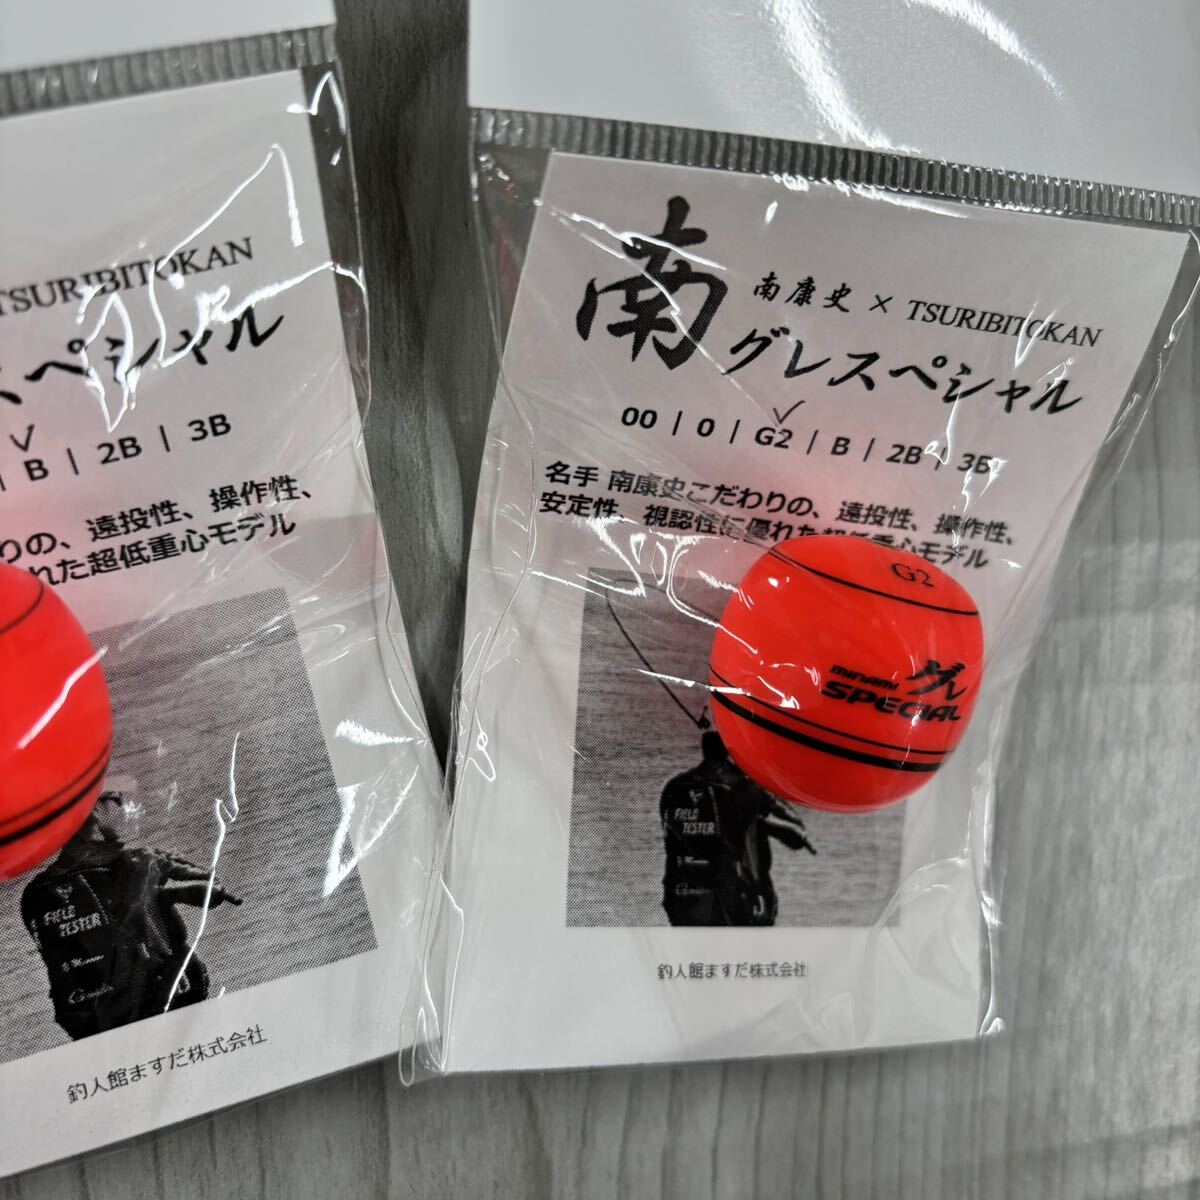 TSURIBITOKAN
スペシャル
✓
| B | 2B | 3B
りの、遠投性、操作性、
れた超低重心モデル
FIELD
TESTER
釣人館ますだ株式会社
南
南康史 × TSURIBITOKAN
グレスペシャル
✓
00 | 0 | G2 | B | 2B | 3B
名手 南康史こだわりの、遠投性、操作性、
安定性、視認性に優れた超低重心モデル
G2
MINAMI グレ
SPECIAL
FIELD
TESTER
釣人館ますだ株式会社